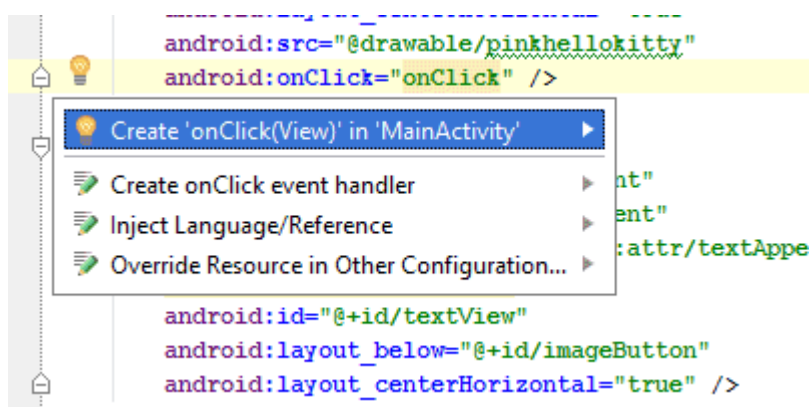 android:src="@drawable/pinkhellokitty"
android:onClick="onClick" />
Create 'onClick(View)' in 'MainActivity'
Create onClick event handler
nt"
Inject Language/Reference
ent"
Override Resource in Other Configuration...
:attr/textAppe
android:id="@+id/textView"
android:layout_below="@+id/imageButton"
android:layout_centerHorizontal="true" />